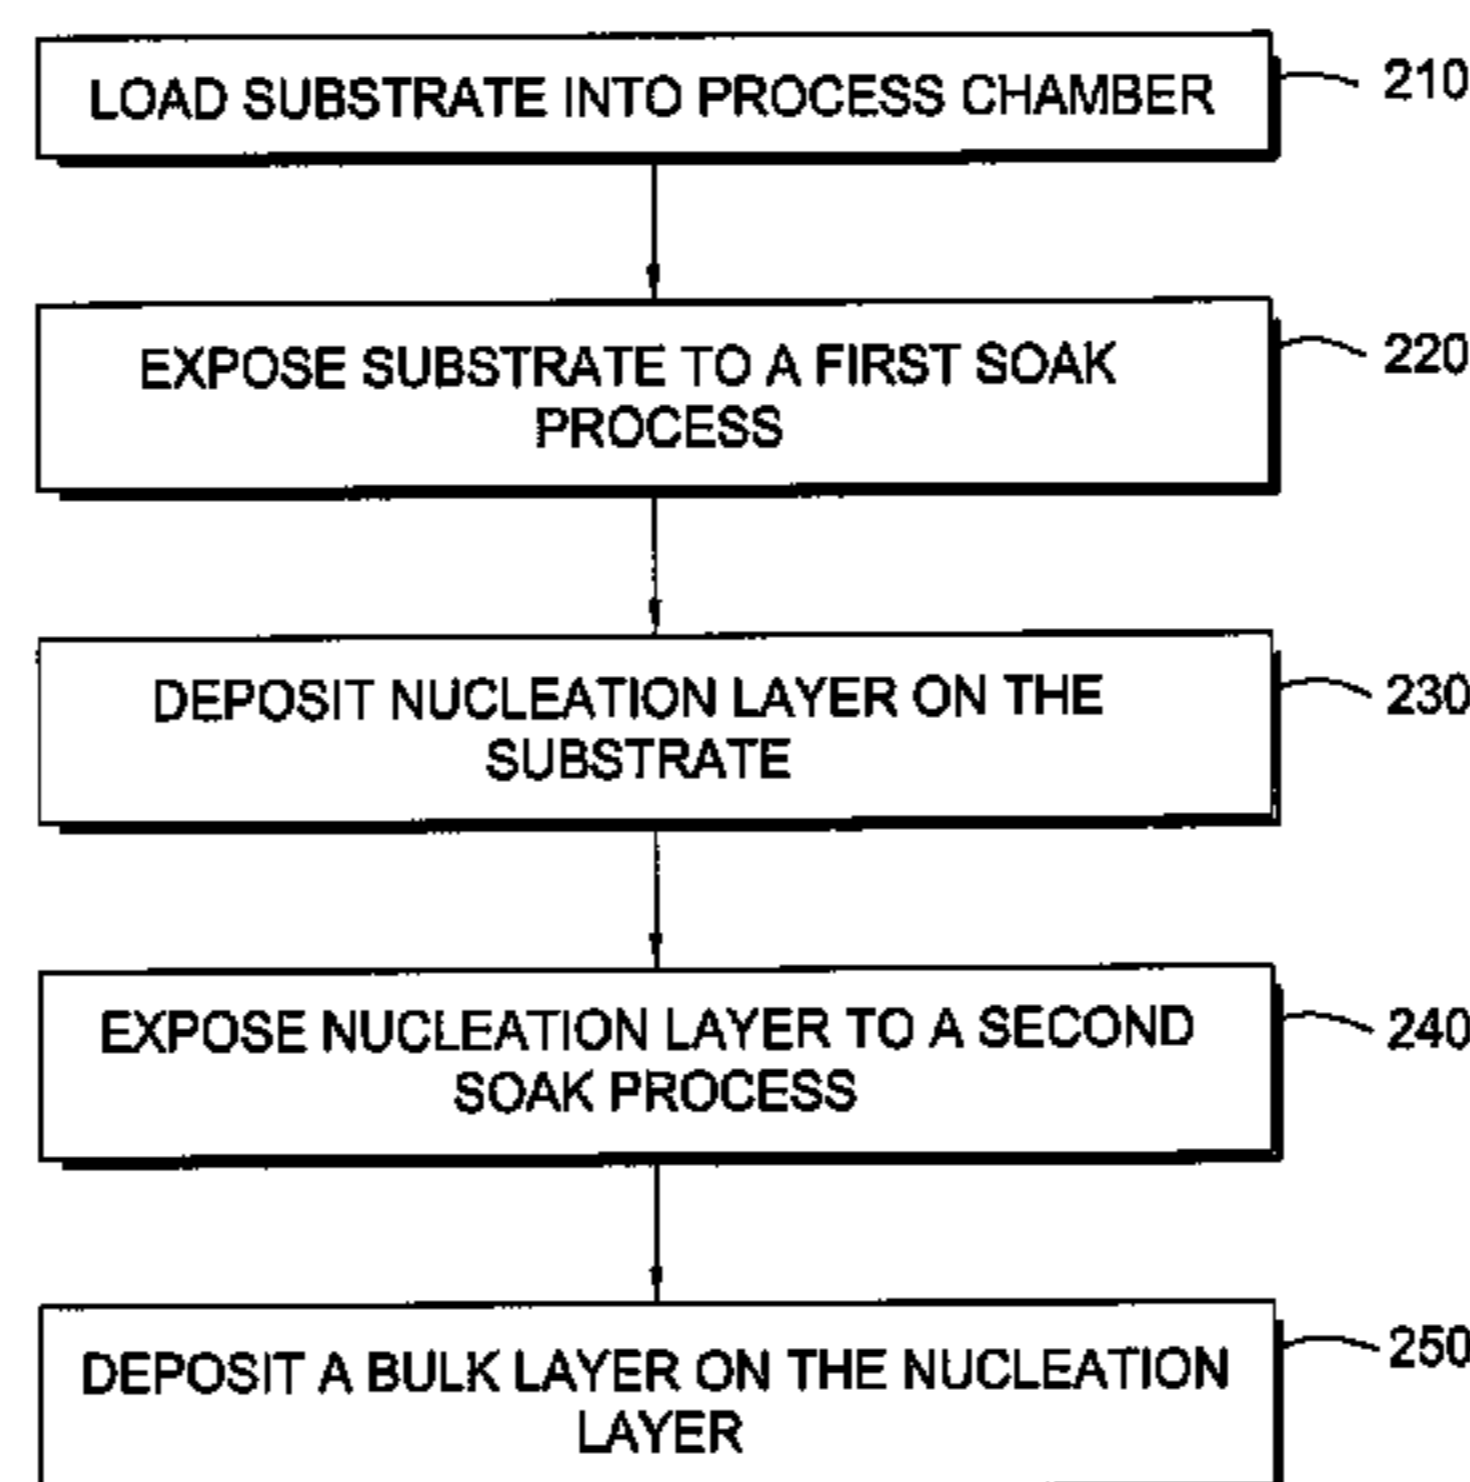 LOAD SUBSTRATE INTO PROCESS CHAMBER
210
EXPOSE SUBSTRATE TO A FIRST SOAK
PROCESS
220
DEPOSIT NUCLEATION LAYER ON THE
SUBSTRATE
230
EXPOSE NUCLEATION LAYER TO A SECOND
SOAK PROCESS
240
DEPOSIT A BULK LAYER ON THE NUCLEATION
LAYER
250